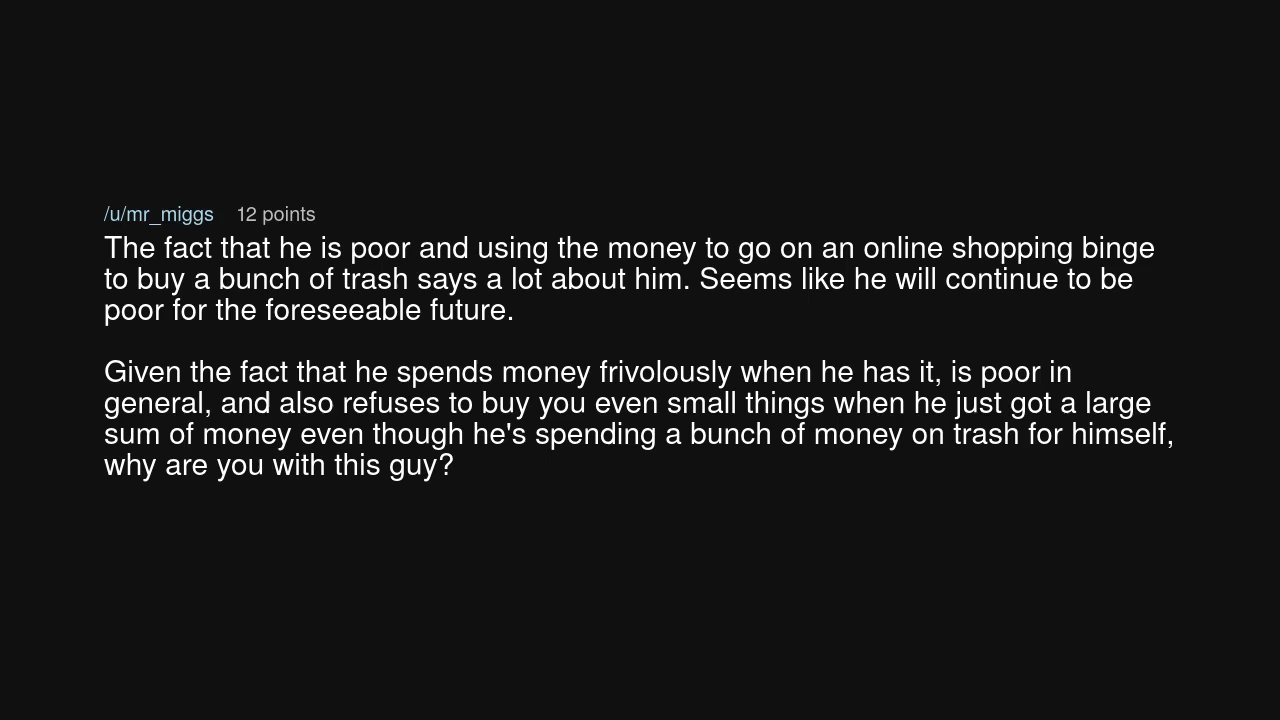 /u/mr_miggs 12 points
The fact that he is poor and using the money to go on an online shopping binge
to buy a bunch of trash says a lot about him. Seems like he will continue to be
poor for the foreseeable future.
Given the fact that he spends money frivolously when he has it, is poor in
general, and also refuses to buy you even small things when he just got a large
sum of money even though he's spending a bunch of money on trash for himself,
why are you with this guy?